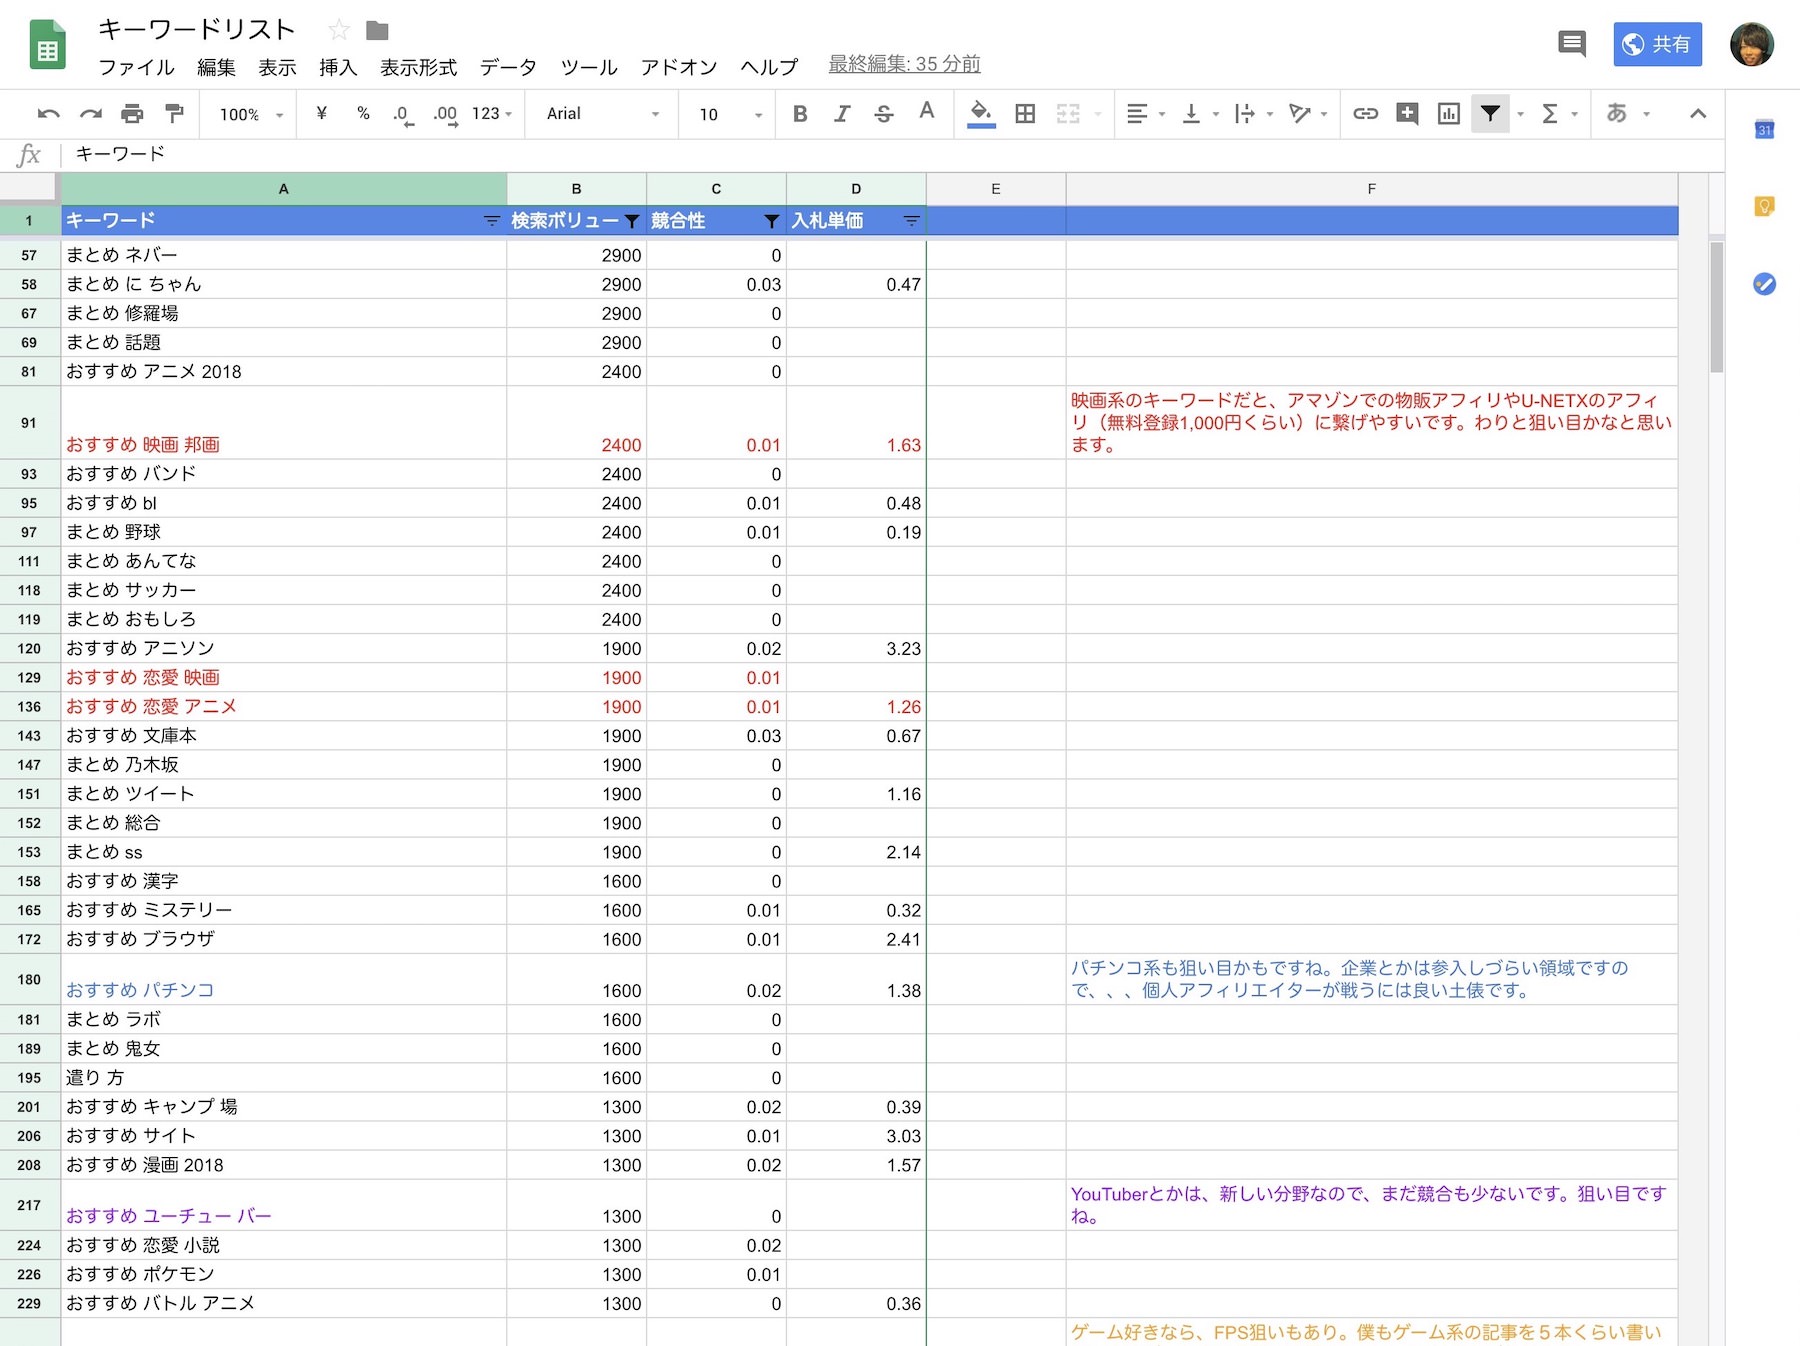 キーワードリスト
ファイル 編集 表示 挿入 表示形式 データ ツール アドオン ヘルプ 最終編集: 35 分前
共有
100% ¥ % .0 .00 123 Arial 10 B I S A Σ あ
31
fx キーワード
A B C D E F
1 キーワード 検索ボリュー 競合性 入札単価
57 まとめ ネバー 2900 0
58 まとめ に ちゃん 2900 0.03 0.47
67 まとめ 修羅場 2900 0
69 まとめ 話題 2900 0
81 おすすめ アニメ 2018 2400 0
91 おすすめ 映画 邦画 2400 0.01 1.63
映画系のキーワードだと、アマゾンでの物販アフィリやU-NETXのアフィ
リ（無料登録1,000円くらい）に繋げやすいです。わりと狙い目かなと思い
ます。
93 おすすめ バンド 2400 0
95 おすすめ bl 2400 0.01 0.48
97 まとめ 野球 2400 0.01 0.19
111 まとめ あんてな 2400 0
118 まとめ サッカー 2400 0
119 まとめ おもしろ 2400 0
120 おすすめ アニソン 1900 0.02 3.23
129 おすすめ 恋愛 映画 1900 0.01
136 おすすめ 恋愛 アニメ 1900 0.01 1.26
143 おすすめ 文庫本 1900 0.03 0.67
147 まとめ 乃木坂 1900 0
151 まとめ ツイート 1900 0 1.16
152 まとめ 総合 1900 0
153 まとめ ss 1900 0 2.14
158 おすすめ 漢字 1600 0
165 おすすめ ミステリー 1600 0.01 0.32
172 おすすめ ブラウザ 1600 0.01 2.41
180 おすすめ パチンコ 1600 0.02 1.38
パチンコ系も狙い目かもですね。企業とかは参入しづらい領域ですの
で、、、個人アフィリエイターが戦うには良い土俵です。
181 まとめ ラボ 1600 0
189 まとめ 鬼女 1600 0
195 遣り 方 1600 0
201 おすすめ キャンプ 場 1300 0.02 0.39
206 おすすめ サイト 1300 0.01 3.03
208 おすすめ 漫画 2018 1300 0.02 1.57
217 おすすめ ユーチュー バー 1300 0
YouTuberとかは、新しい分野なので、まだ競合も少ないです。狙い目です
ね。
224 おすすめ 恋愛 小説 1300 0.02
226 おすすめ ポケモン 1300 0.01
229 おすすめ バトル アニメ 1300 0 0.36
ゲーム好きなら、FPS狙いもあり。僕もゲーム系の記事を５本くらい書い